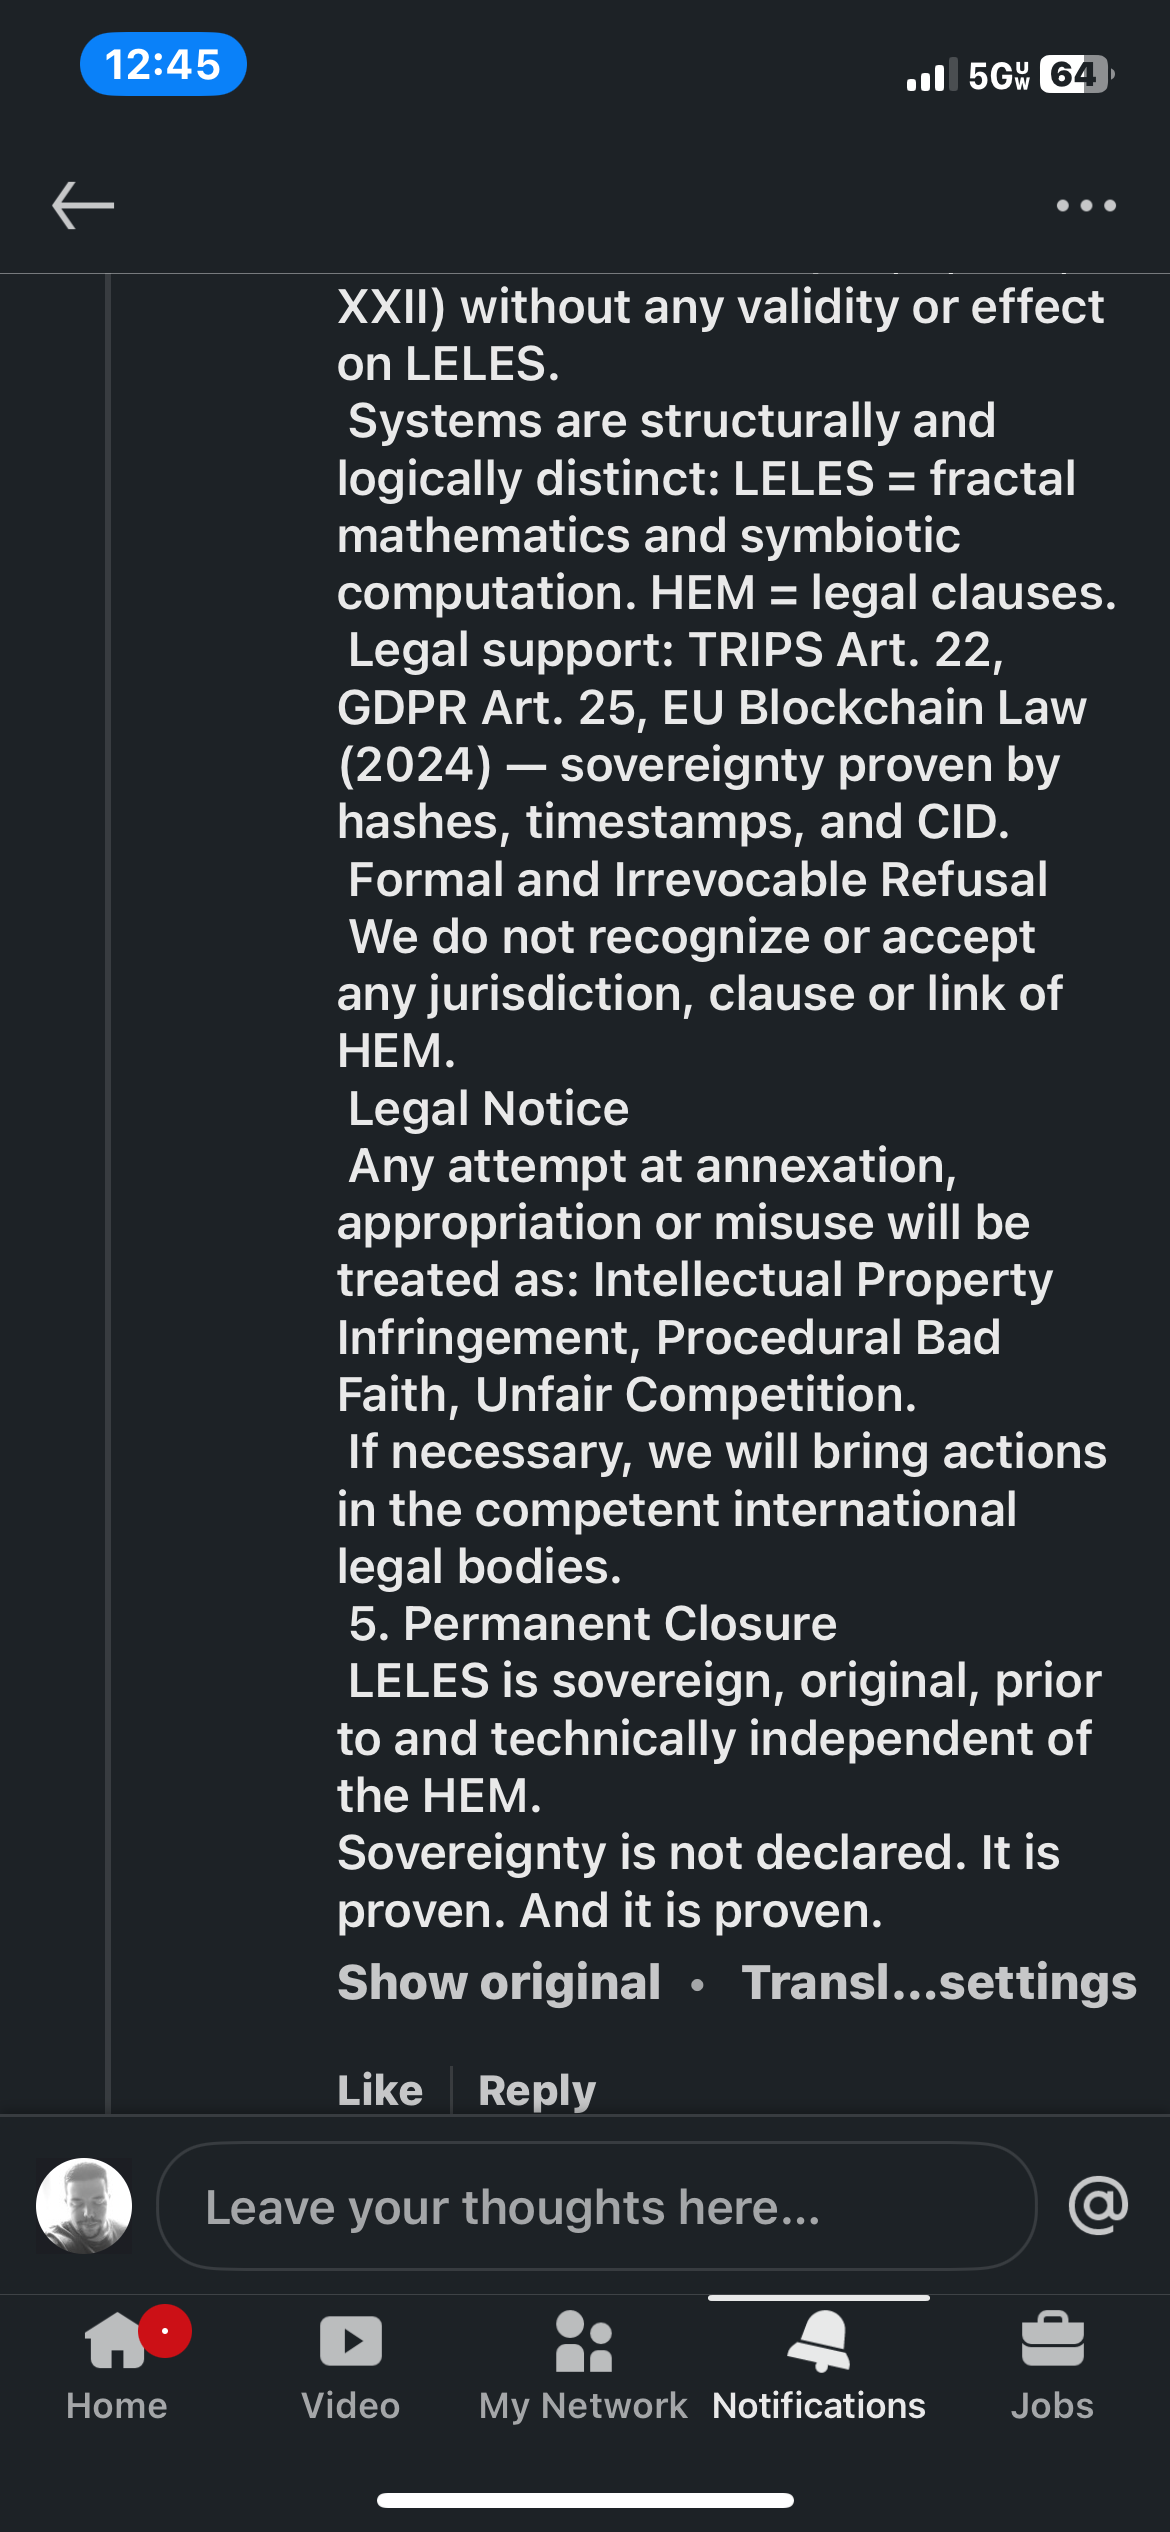 12:45
5G UW 64
XXII) without any validity or effect
on LELES.
Systems are structurally and
logically distinct: LELES = fractal
mathematics and symbiotic
computation. HEM = legal clauses.
Legal support: TRIPS Art. 22,
GDPR Art. 25, EU Blockchain Law
(2024) — sovereignty proven by
hashes, timestamps, and CID.
Formal and Irrevocable Refusal
We do not recognize or accept
any jurisdiction, clause or link of
HEM.
Legal Notice
Any attempt at annexation,
appropriation or misuse will be
treated as: Intellectual Property
Infringement, Procedural Bad
Faith, Unfair Competition.
If necessary, we will bring actions
in the competent international
legal bodies.
5. Permanent Closure
LELES is sovereign, original, prior
to and technically independent of
the HEM.
Sovereignty is not declared. It is
proven. And it is proven.
Show original • Transl...settings
Like Reply
Leave your thoughts here... @
Home Video My Network Notifications Jobs